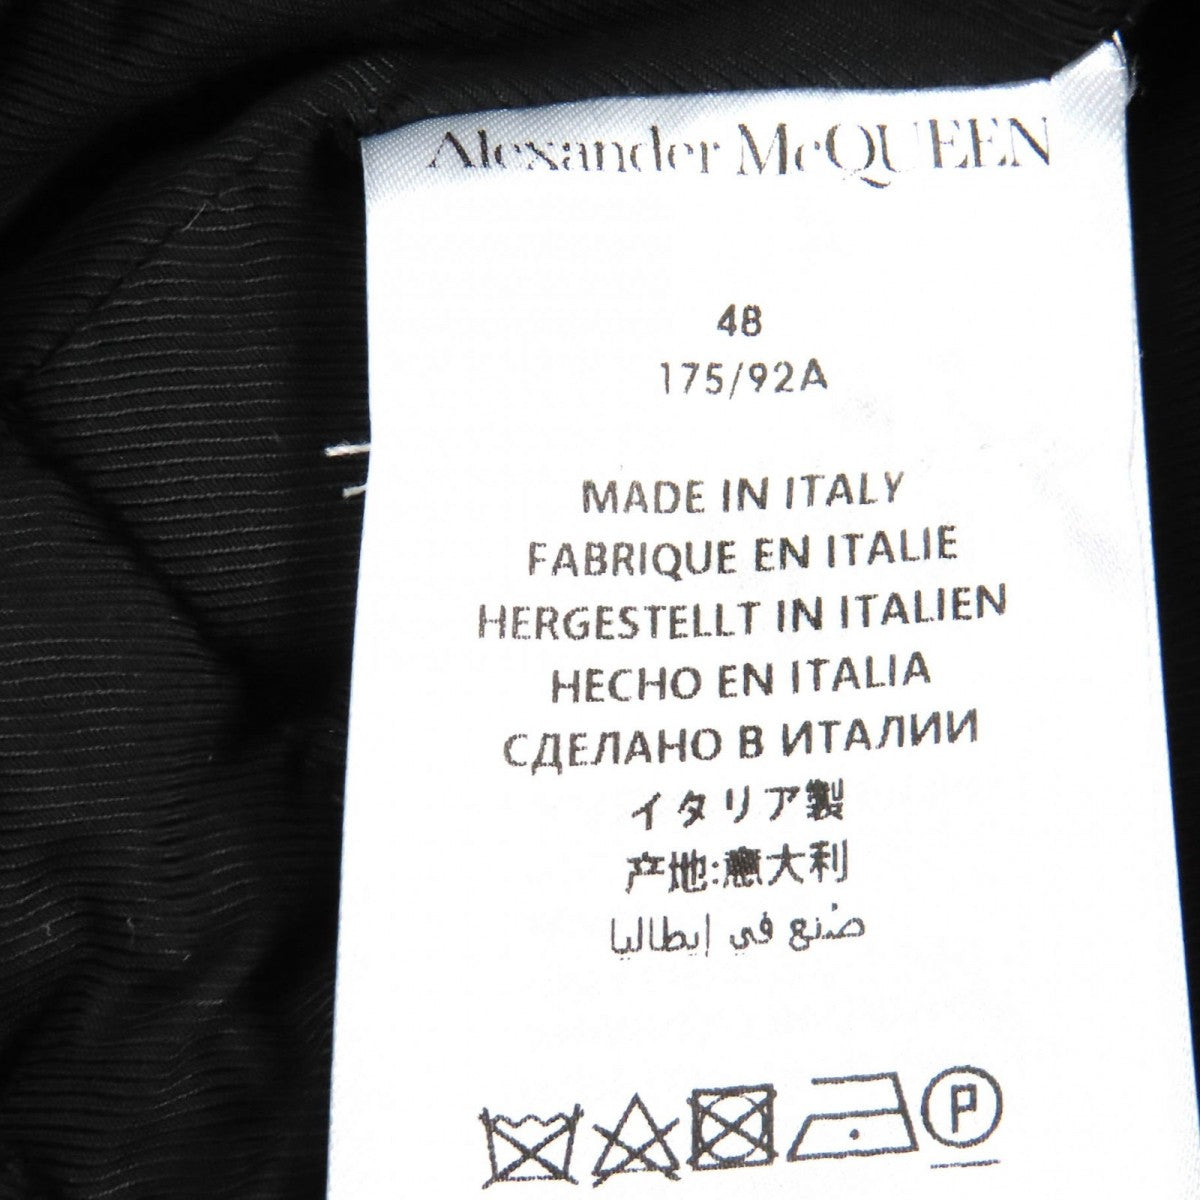 Alexander McQUEEN
48
175/92A
MADE IN ITALY
FABRIQUE EN ITALIE
HERGESTELLT IN ITALIEN
HECHO EN ITALIA
СДЕЛАНО В ИТАЛИИ
イタリア製
产地:意大利
صُنع في إيطاليا
P